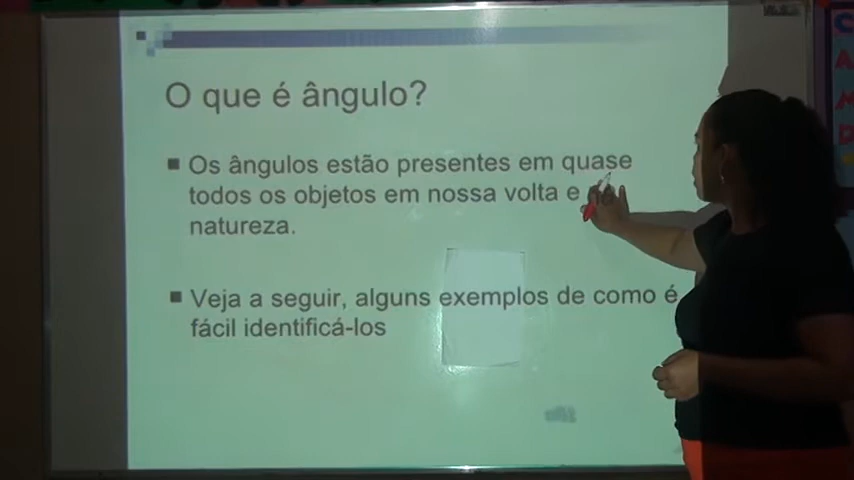 O que é ângulo?
Os ângulos estão presentes em quase
todos os objetos em nossa volta e
natureza.
Veja a seguir, alguns exemplos de como é
fácil identificá-los